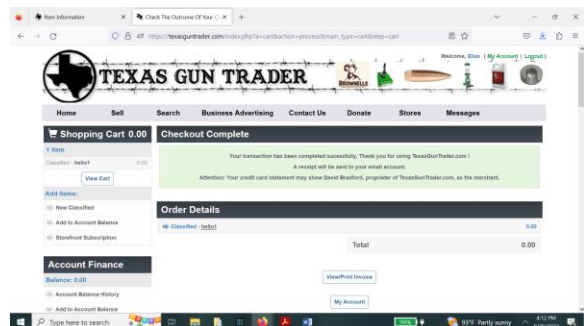 Item Information
Check The Outcome Of Your C
https://texasguntrader.com/index.php?a=cart&action=process&main_type=cart&step=cart
Welcome, Elias ( My Account | Logout )
TEXAS GUN TRADER
BROWNELLS
Home Sell Search Business Advertising Contact Us Donate Stores Messages
Shopping Cart 0.00
1 Item
Classified - hello1 0.00
View Cart
Add Items:
New Classified
Add to Account Balance
Storefront Subscription
Account Finance
Balance: 0.00
Account Balance History
Add to Account Balance
Checkout Complete
Your transaction has been completed sucessfully. Thank you for using TexasGunTrader.com !
A receipt will be sent to your email account.
Attention: Your credit card statement may show David Bradford, proprieter of TexasGunTrader.com, as the merchant.
Order Details
Classified - hello1 0.00
Total 0.00
View/Print Invoice
My Account
Type here to search
93°F Partly sunny
4:12 PM